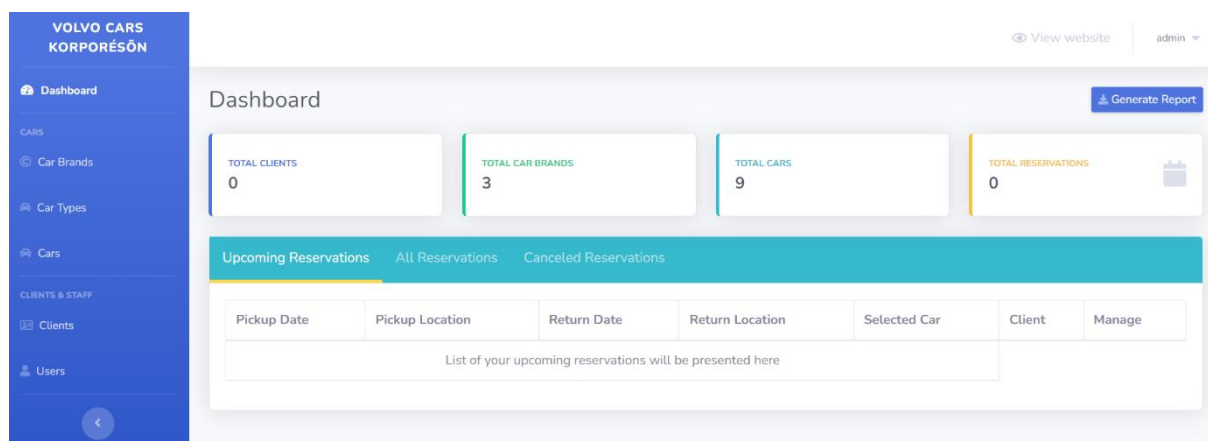 VOLVO CARS
KORPORÉSÖN
View website
admin
Dashboard
CARS
Car Brands
Car Types
Cars
CLIENTS & STAFF
Clients
Users
Dashboard
Generate Report
TOTAL CLIENTS
0
TOTAL CAR BRANDS
3
TOTAL CARS
9
TOTAL RESERVATIONS
0
Upcoming Reservations All Reservations Canceled Reservations
Pickup Date Pickup Location Return Date Return Location Selected Car Client Manage
List of your upcoming reservations will be presented here